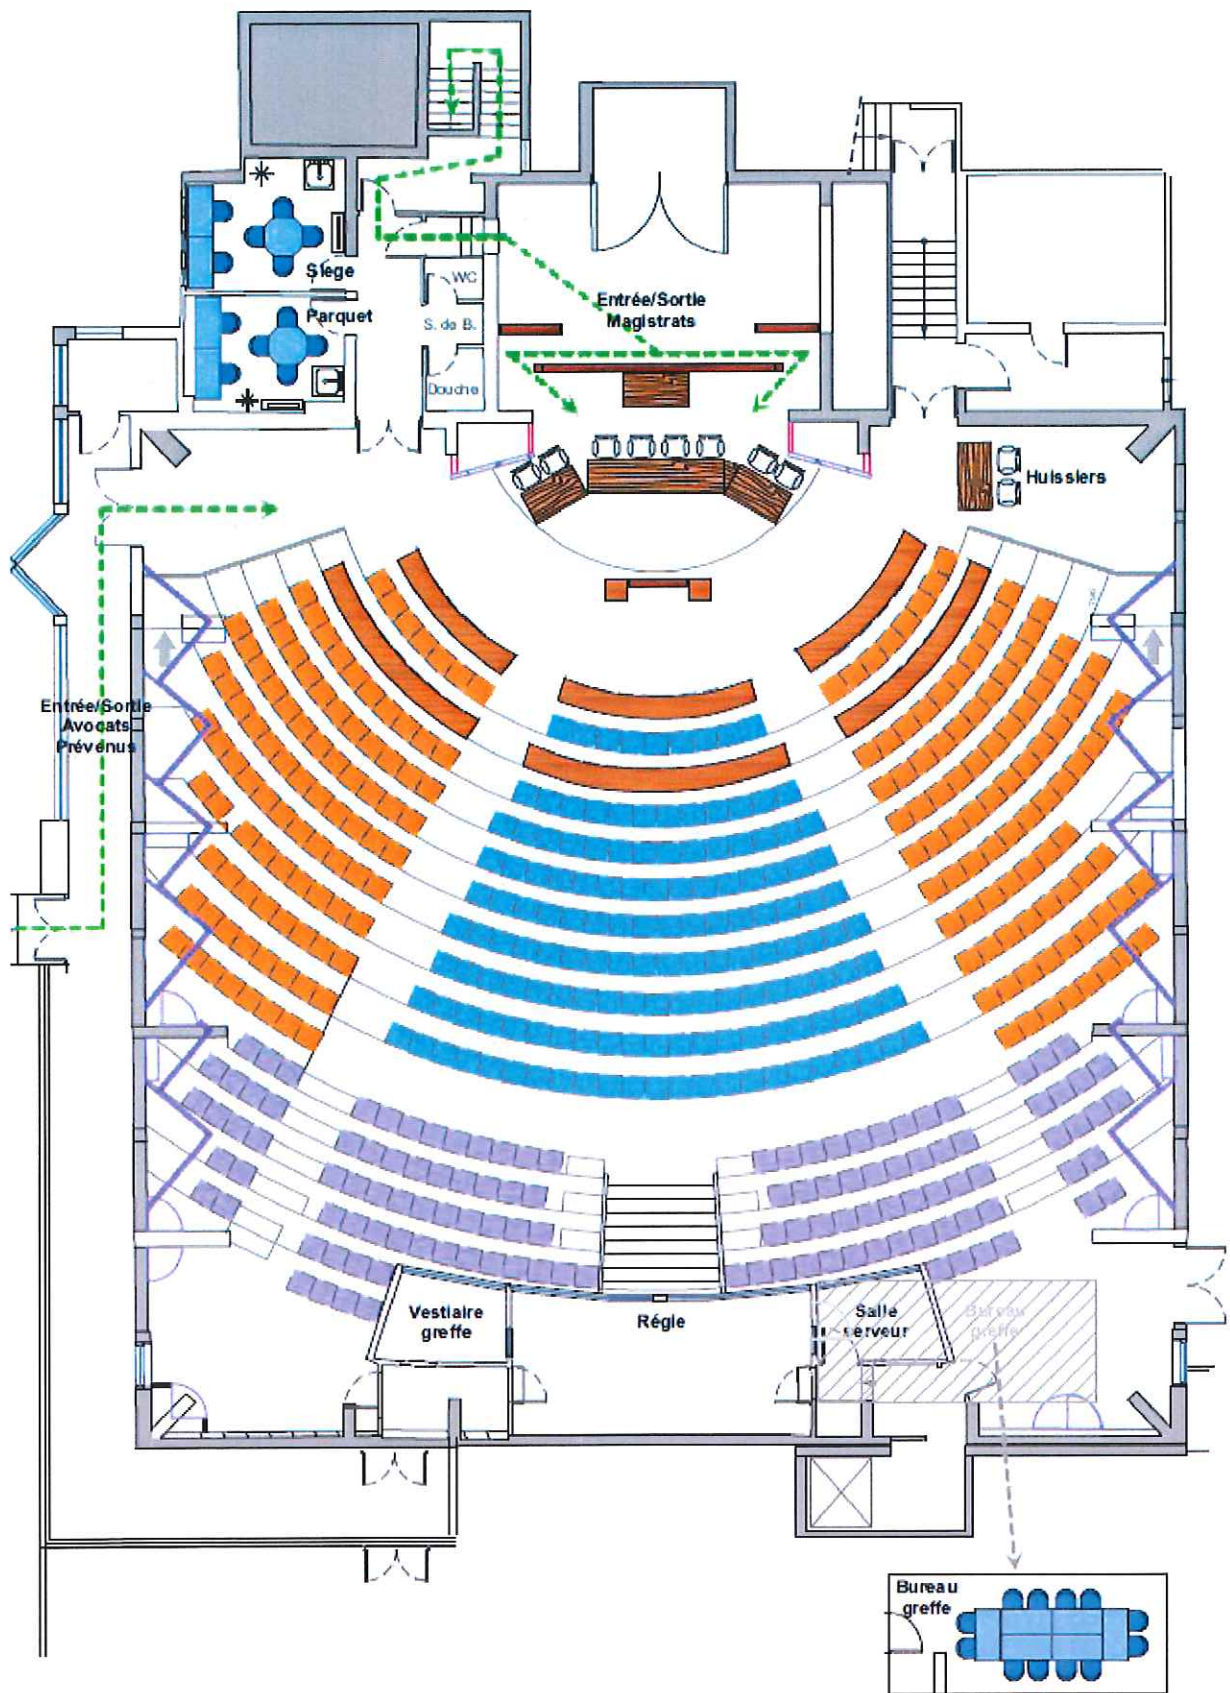 WC
Siege
Parquet
S. de B.
Douche
Entrée/Sortie
Magistrats
Huissiers
Entrée/Sortie
Avocats
Prévenus
Vestiaire
greffe
Régie
Salle
serveur
Bureau
greffe
Bureau
greffe